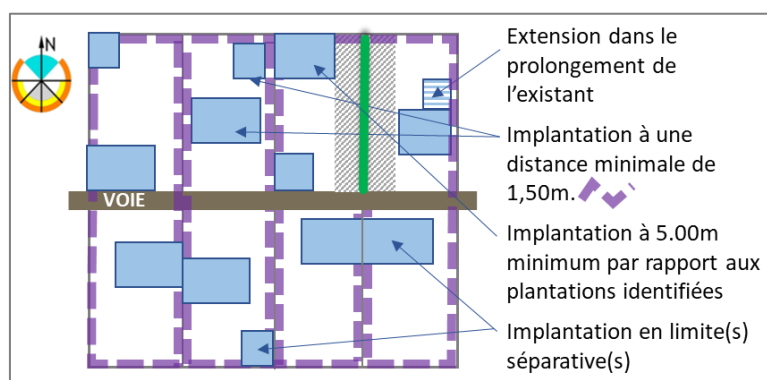 N
Extension dans le
prolongement de
l'existant
Implantation à une
distance minimale de
1,50m.
VOIE
Implantation à 5.00m
minimum par rapport aux
plantations identifiées
Implantation en limite(s)
séparative(s)